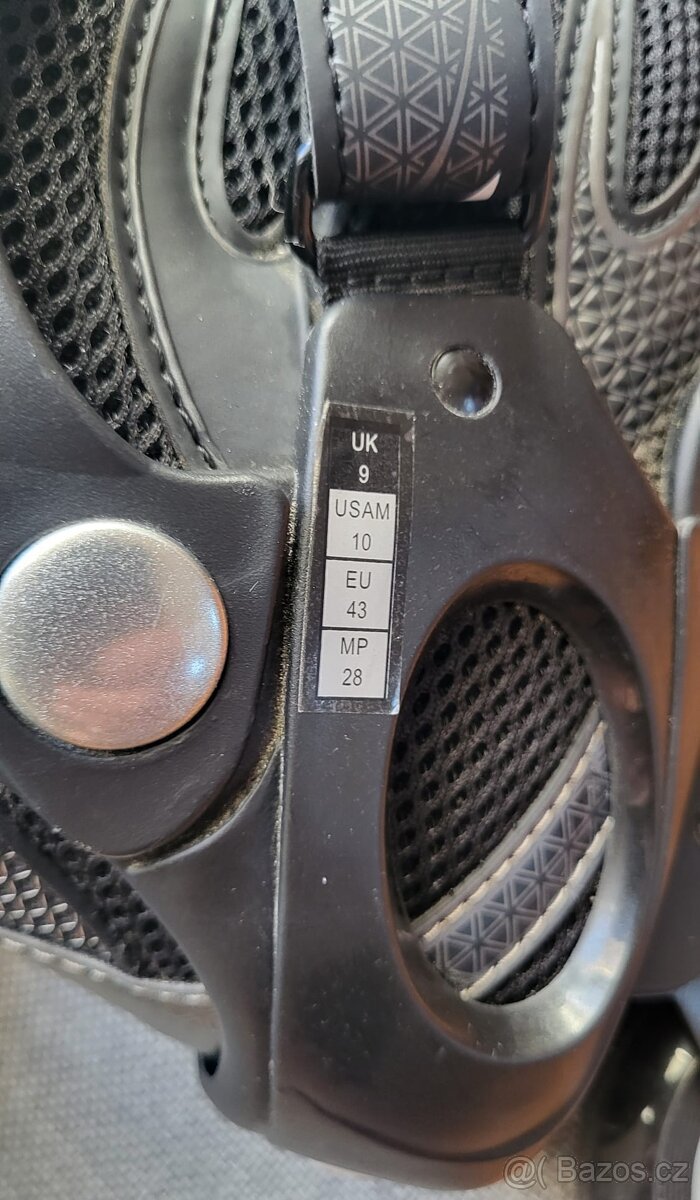 UK
9
USAM
10
EU
43
MP
28
@( Bazos.cz